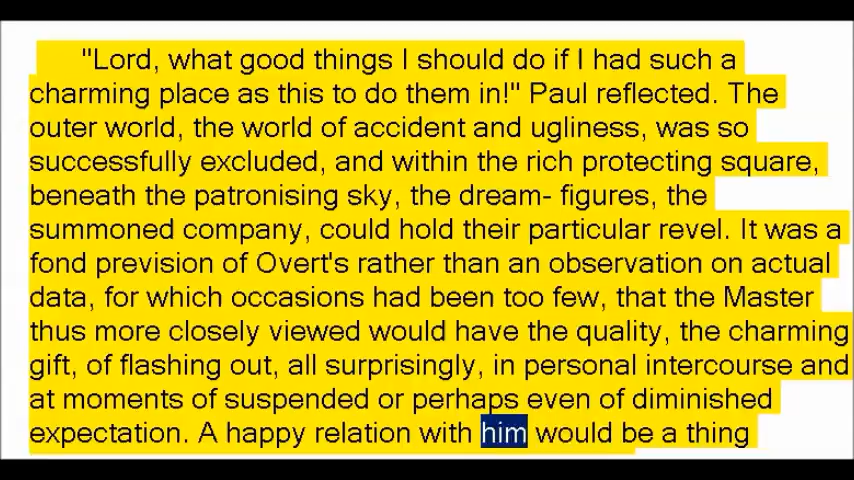 "Lord, what good things I should do if I had such a
charming place as this to do them in!" Paul reflected. The
outer world, the world of accident and ugliness, was so
successfully excluded, and within the rich protecting square,
beneath the patronising sky, the dream- figures, the
summoned company, could hold their particular revel. It was a
fond prevision of Overt's rather than an observation on actual
data, for which occasions had been too few, that the Master
thus more closely viewed would have the quality, the charming
gift, of flashing out, all surprisingly, in personal intercourse and
at moments of suspended or perhaps even of diminished
expectation. A happy relation with him would be a thing